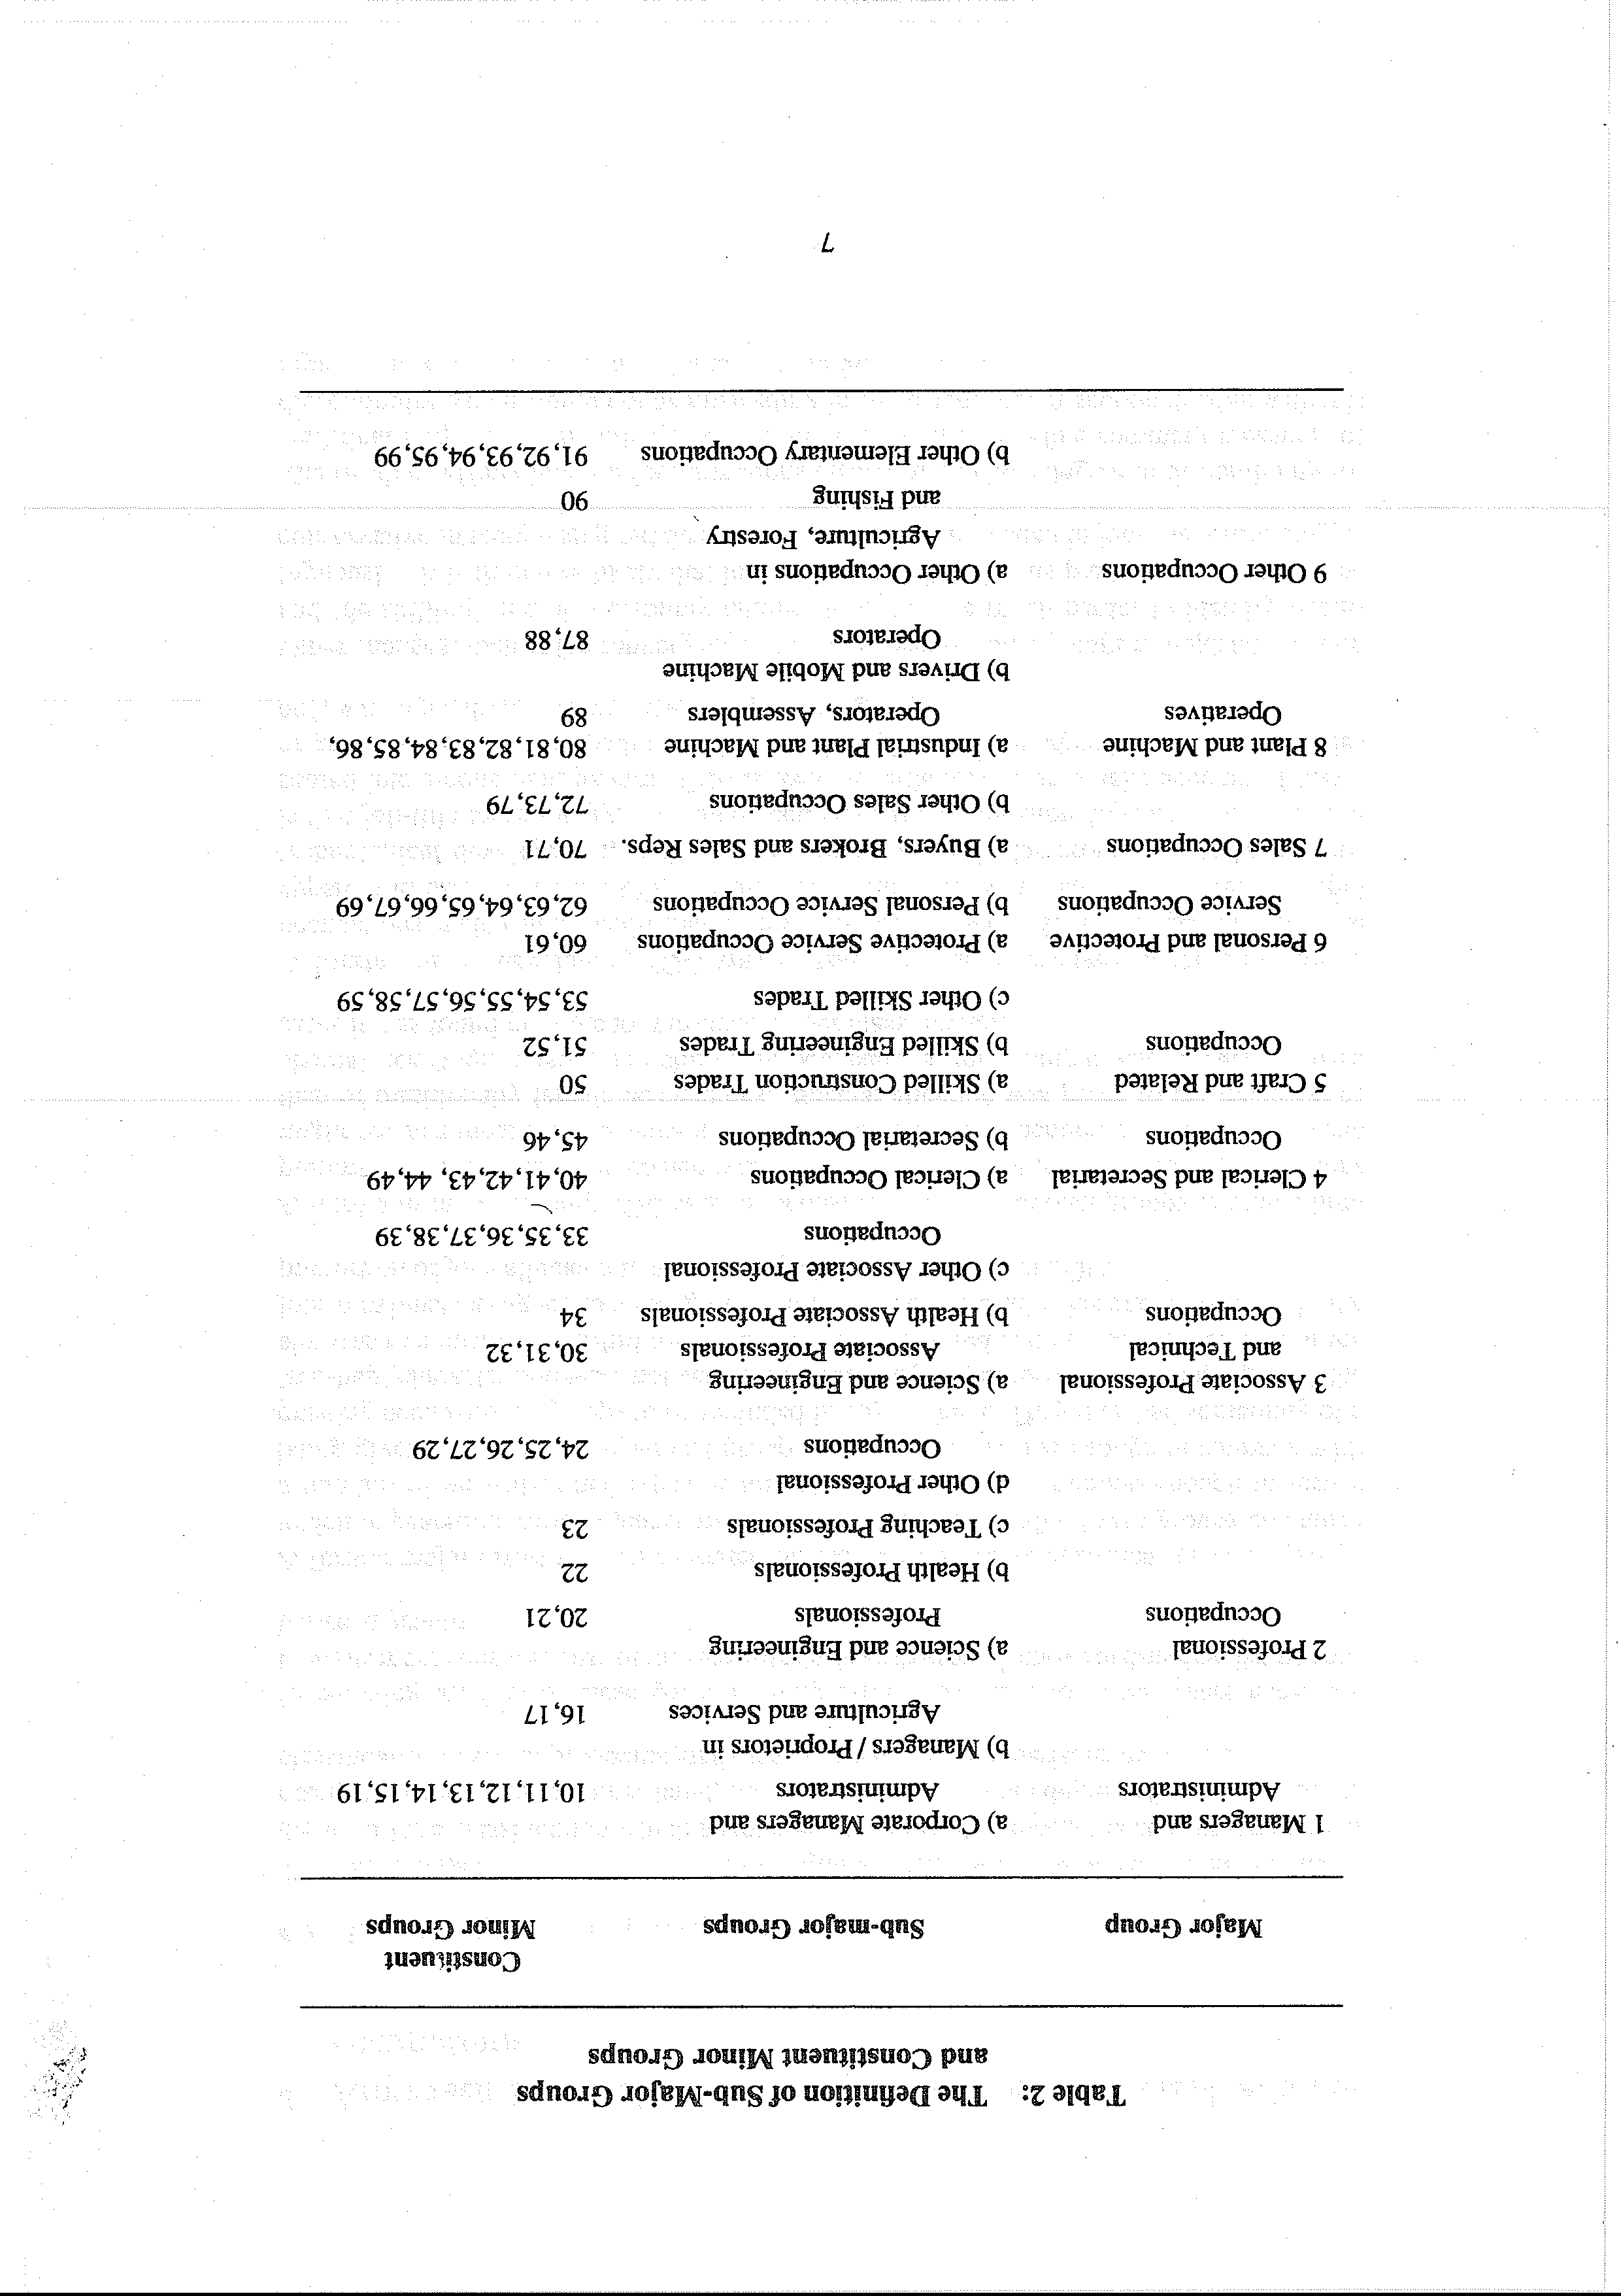 Table 2: The Definition of Sub-Major Groups
and Constituent Minor Groups
Constituent
Major Group Sub-major Groups Minor Groups
1 Managers and a) Corporate Managers and
Administrators Administrators 10,11,12,13,14,15,19
b) Managers / Proprietors in
Agriculture and Services 16,17
2 Professional a) Science and Engineering
Occupations Professionals 20,21
b) Health Professionals 22
c) Teaching Professionals 23
d) Other Professional
Occupations 24,25,26,27,29
3 Associate Professional a) Science and Engineering
and Technical Associate Professionals 30,31,32
Occupations b) Health Associate Professionals 34
c) Other Associate Professional
Occupations 33,35,36,37,38,39
4 Clerical and Secretarial a) Clerical Occupations 40,41,42,43, 44,49
Occupations b) Secretarial Occupations 45,46
5 Craft and Related a) Skilled Construction Trades 50
Occupations b) Skilled Engineering Trades 51,52
c) Other Skilled Trades 53,54,55,56,57,58,59
6 Personal and Protective a) Protective Service Occupations 60,61
Service Occupations b) Personal Service Occupations 62,63,64,65,66,67,69
7 Sales Occupations a) Buyers, Brokers and Sales Reps. 70,71
b) Other Sales Occupations 72,73,79
8 Plant and Machine a) Industrial Plant and Machine 80,81,82,83,84,85,86,
Operatives Operators, Assemblers 89
b) Drivers and Mobile Machine
Operators 87,88
9 Other Occupations a) Other Occupations in
Agriculture, Forestry
and Fishing 90
b) Other Elementary Occupations 91,92,93,94,95,99
7